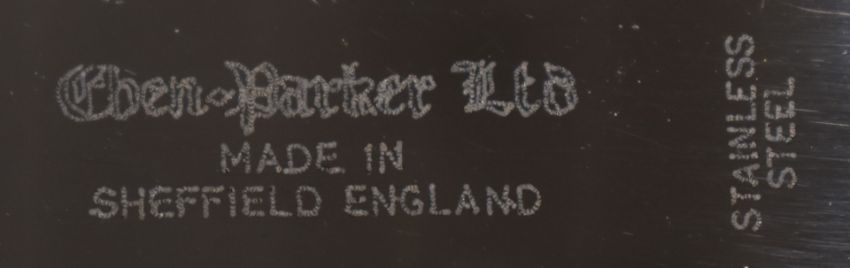 Eben-Parker Ltd
MADE IN
SHEFFIELD ENGLAND
STAINLESS
STEEL